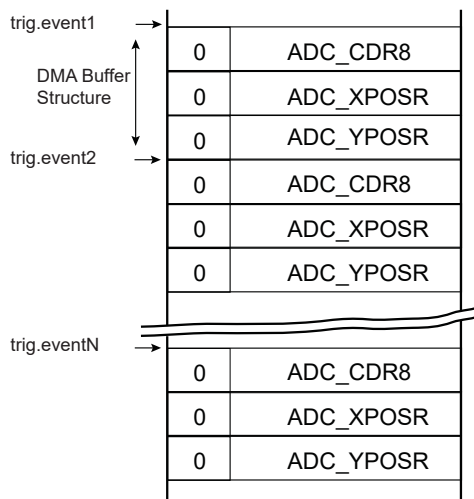 trig.event1
0 ADC_CDR8
DMA Buffer
Structure
0 ADC_XPOSR
0 ADC_YPOSR
trig.event2
0 ADC_CDR8
0 ADC_XPOSR
0 ADC_YPOSR
trig.eventN
0 ADC_CDR8
0 ADC_XPOSR
0 ADC_YPOSR